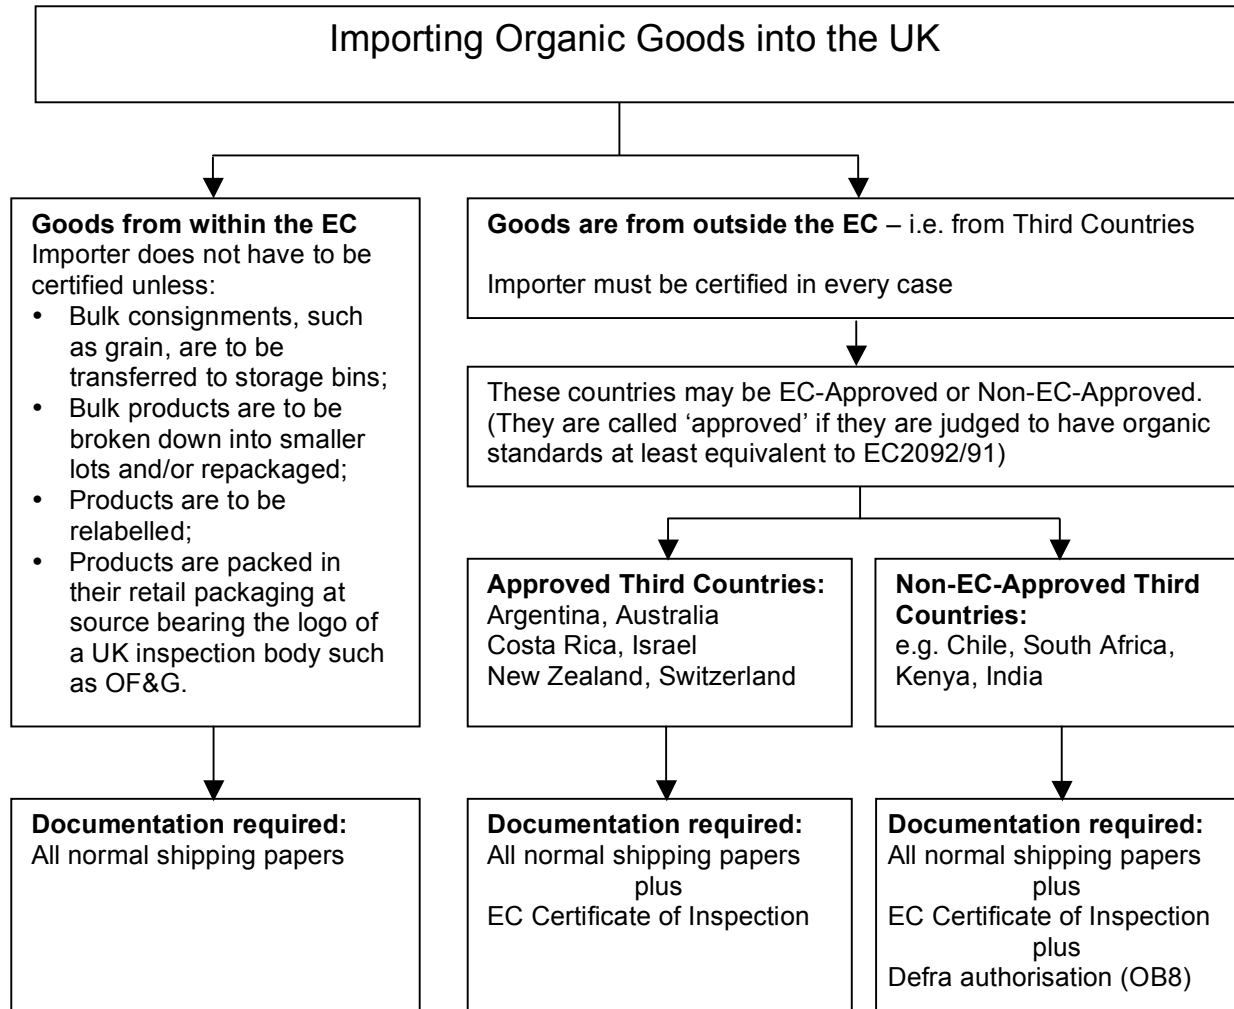 Importing Organic Goods into the UK
Goods from within the EC
Importer does not have to be
certified unless:
• Bulk consignments, such
as grain, are to be
transferred to storage bins;
• Bulk products are to be
broken down into smaller
lots and/or repackaged;
• Products are to be
relabelled;
• Products are packed in
their retail packaging at
source bearing the logo of
a UK inspection body such
as OF&G.
Documentation required:
All normal shipping papers
Goods are from outside the EC – i.e. from Third Countries
Importer must be certified in every case
These countries may be EC-Approved or Non-EC-Approved.
(They are called ‘approved’ if they are judged to have organic
standards at least equivalent to EC2092/91)
Approved Third Countries:
Argentina, Australia
Costa Rica, Israel
New Zealand, Switzerland
Documentation required:
All normal shipping papers
plus
EC Certificate of Inspection
Non-EC-Approved Third
Countries:
e.g. Chile, South Africa,
Kenya, India
Documentation required:
All normal shipping papers
plus
EC Certificate of Inspection
plus
Defra authorisation (OB8)